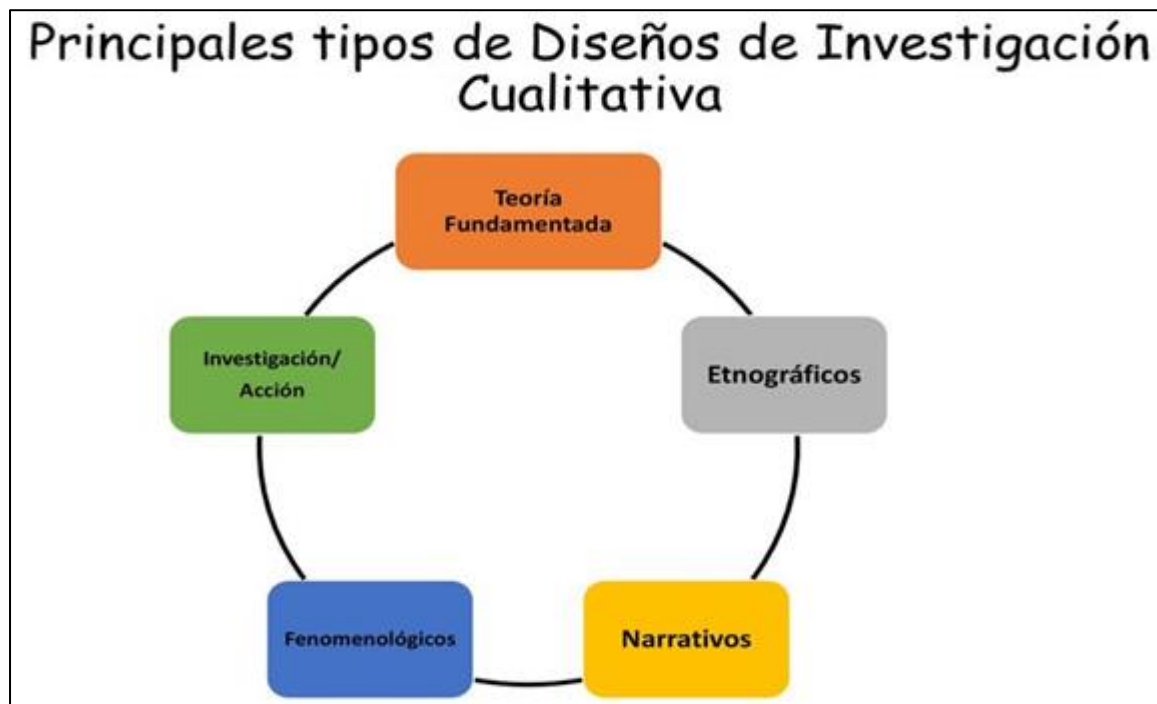 Principales tipos de Diseños de Investigación
Cualitativa
Teoría
Fundamentada
Etnográficos
Narrativos
Fenomenológicos
Investigación/
Acción